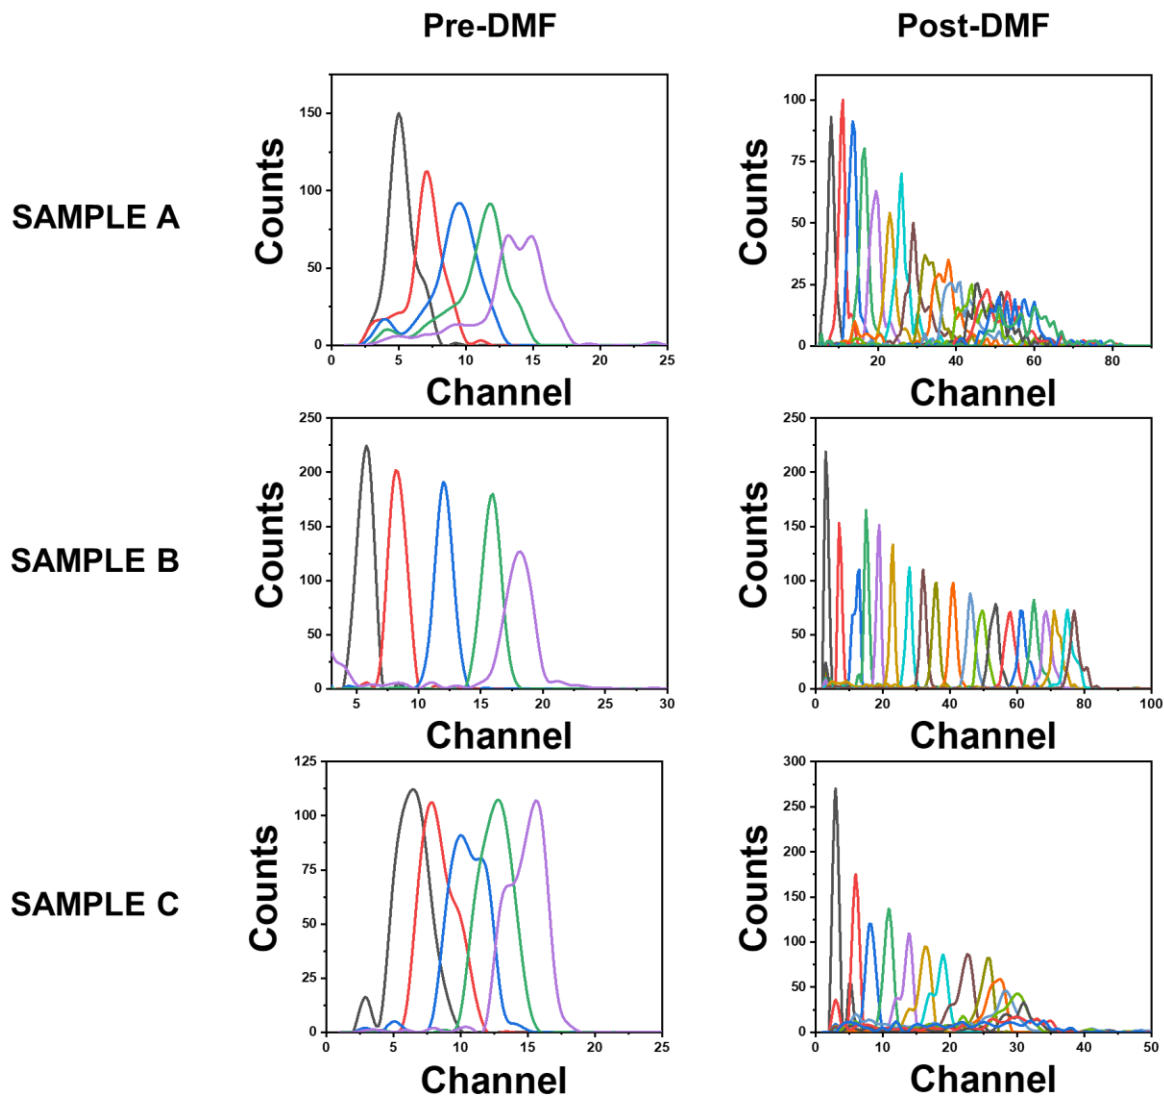 Pre-DMF Post-DMF
SAMPLE A
Counts
150
100
50
0
0 5 10 15 20 25
Channel
Counts
100
75
50
25
0
20 40 60 80
Channel
SAMPLE B
Counts
250
200
150
100
50
0
5 10 15 20 25 30
Channel
Counts
250
200
150
100
50
0
0 20 40 60 80 100
Channel
SAMPLE C
Counts
125
100
75
50
25
0
0 5 10 15 20 25
Channel
Counts
300
250
200
150
100
50
0
0 10 20 30 40 50
Channel